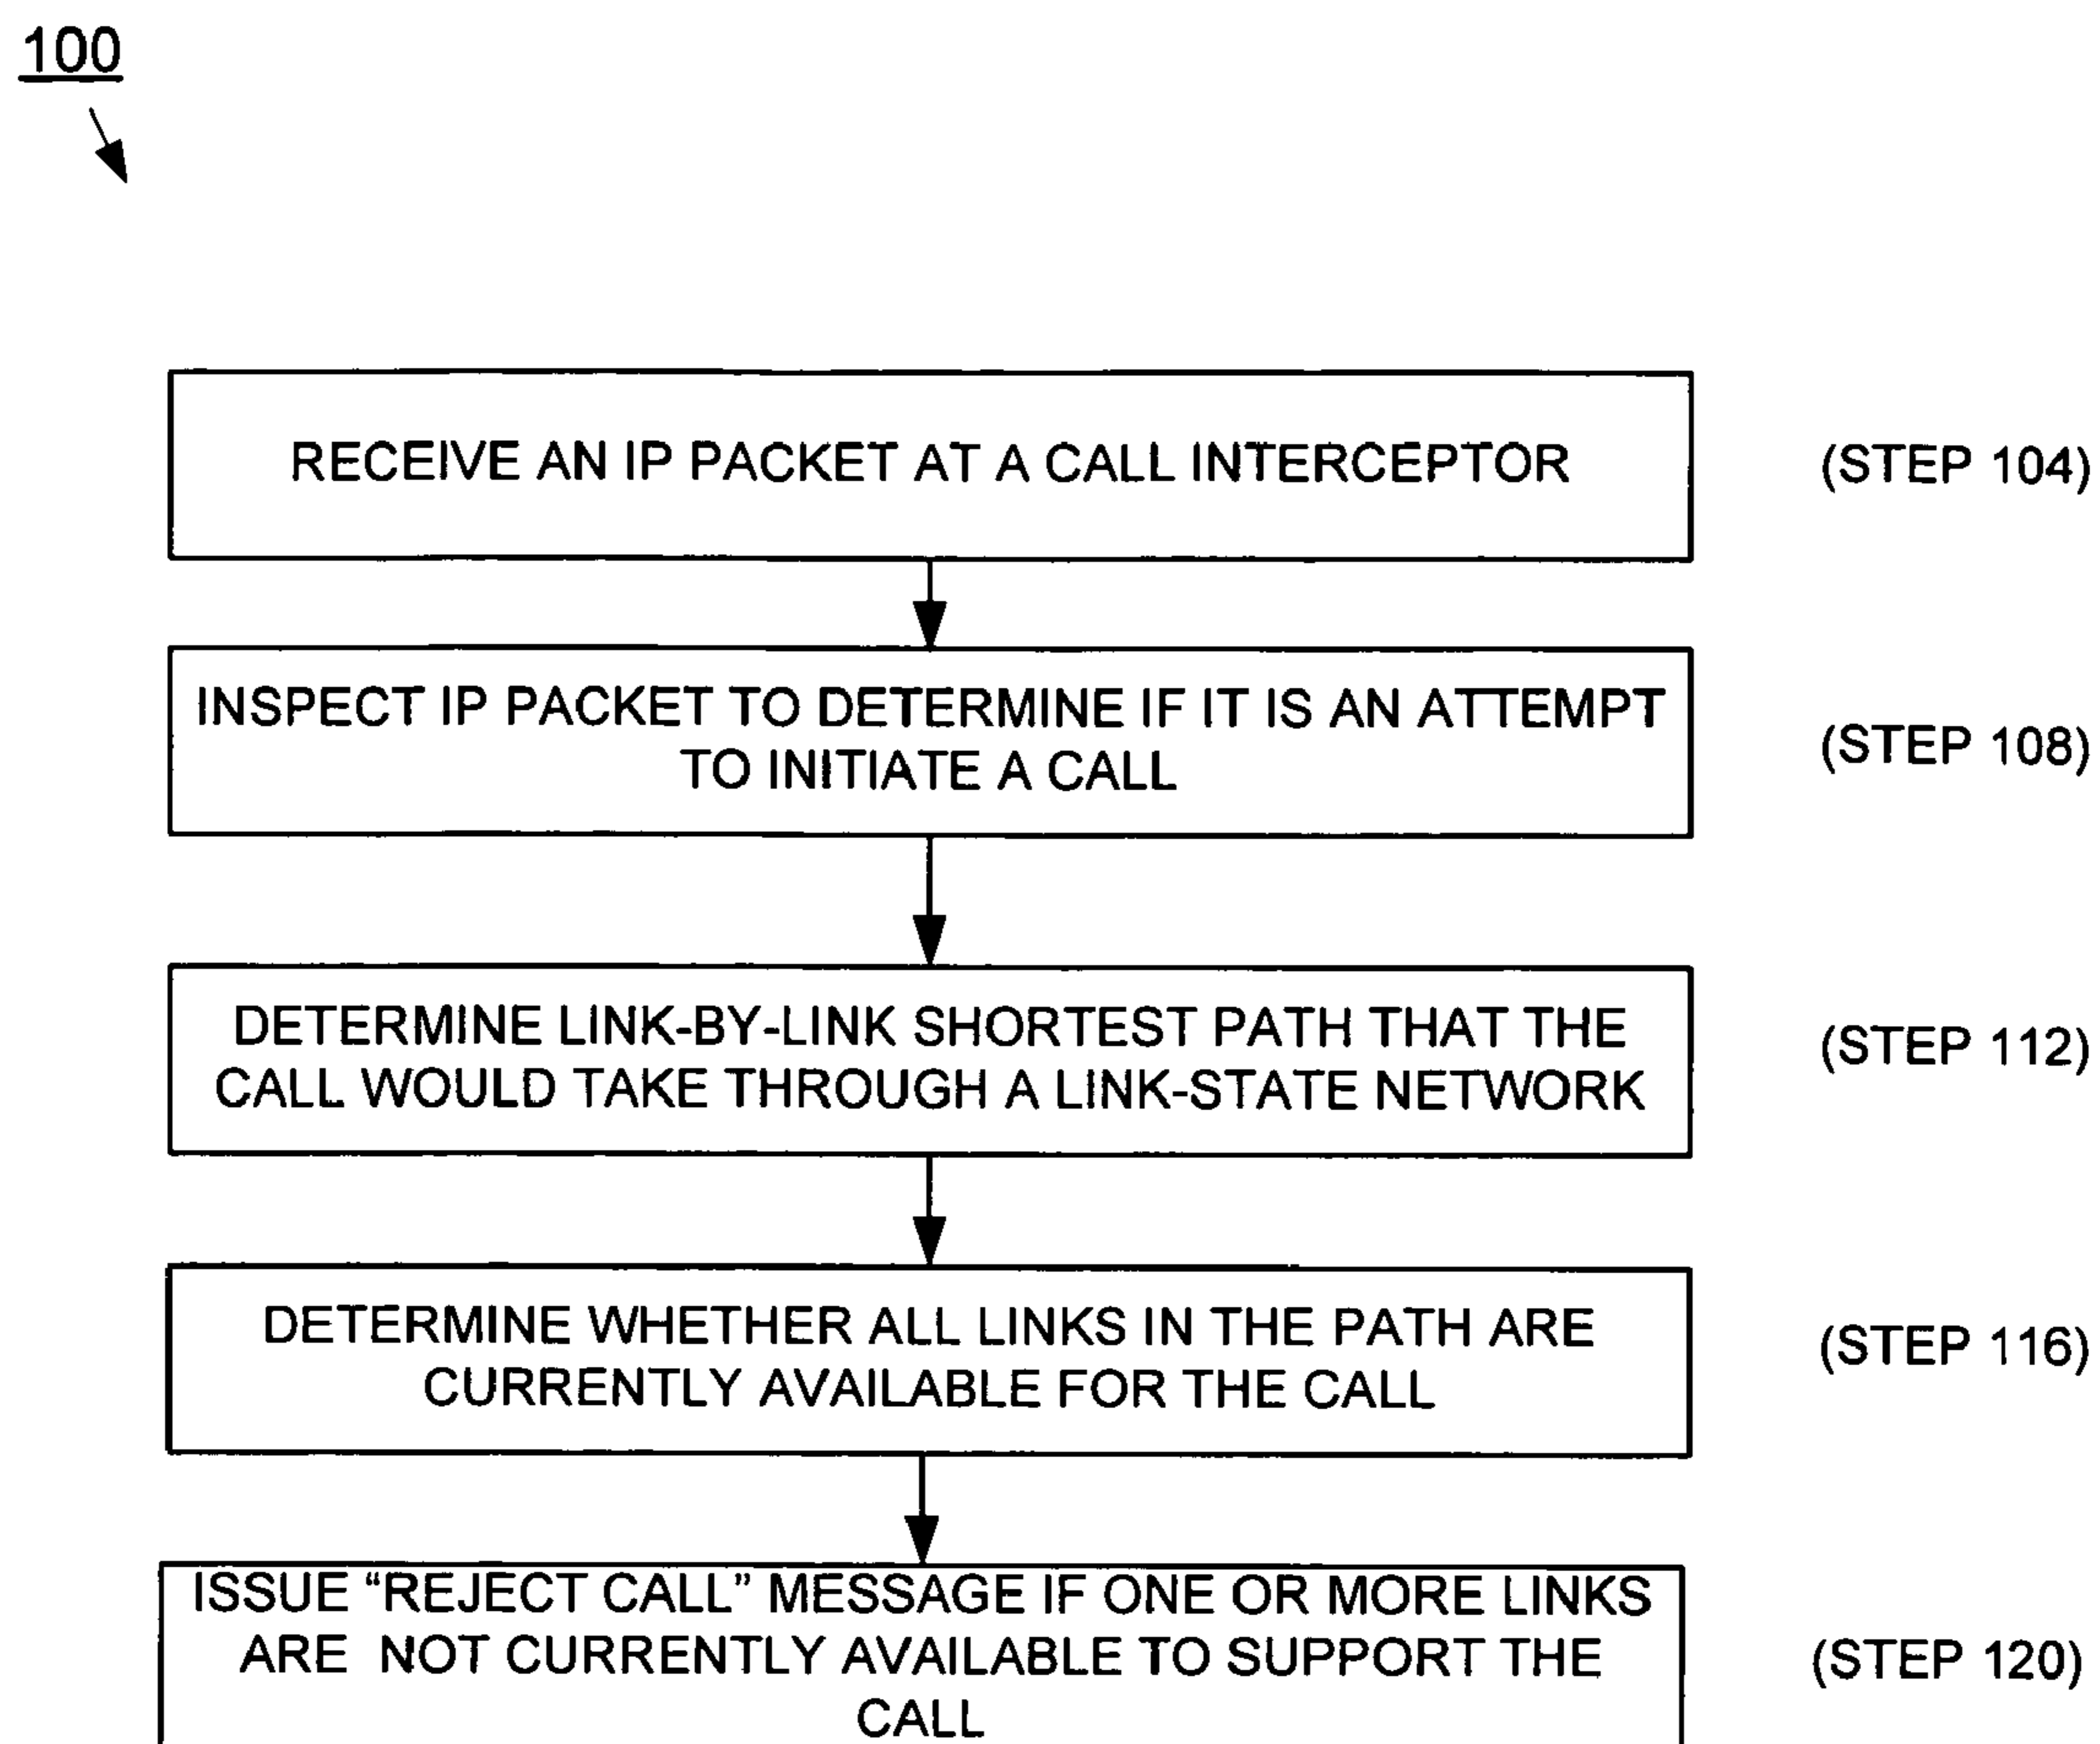 100
RECEIVE AN IP PACKET AT A CALL INTERCEPTOR
(STEP 104)
INSPECT IP PACKET TO DETERMINE IF IT IS AN ATTEMPT
TO INITIATE A CALL
(STEP 108)
DETERMINE LINK-BY-LINK SHORTEST PATH THAT THE
CALL WOULD TAKE THROUGH A LINK-STATE NETWORK
(STEP 112)
DETERMINE WHETHER ALL LINKS IN THE PATH ARE
CURRENTLY AVAILABLE FOR THE CALL
(STEP 116)
ISSUE “REJECT CALL” MESSAGE IF ONE OR MORE LINKS
ARE NOT CURRENTLY AVAILABLE TO SUPPORT THE
CALL
(STEP 120)